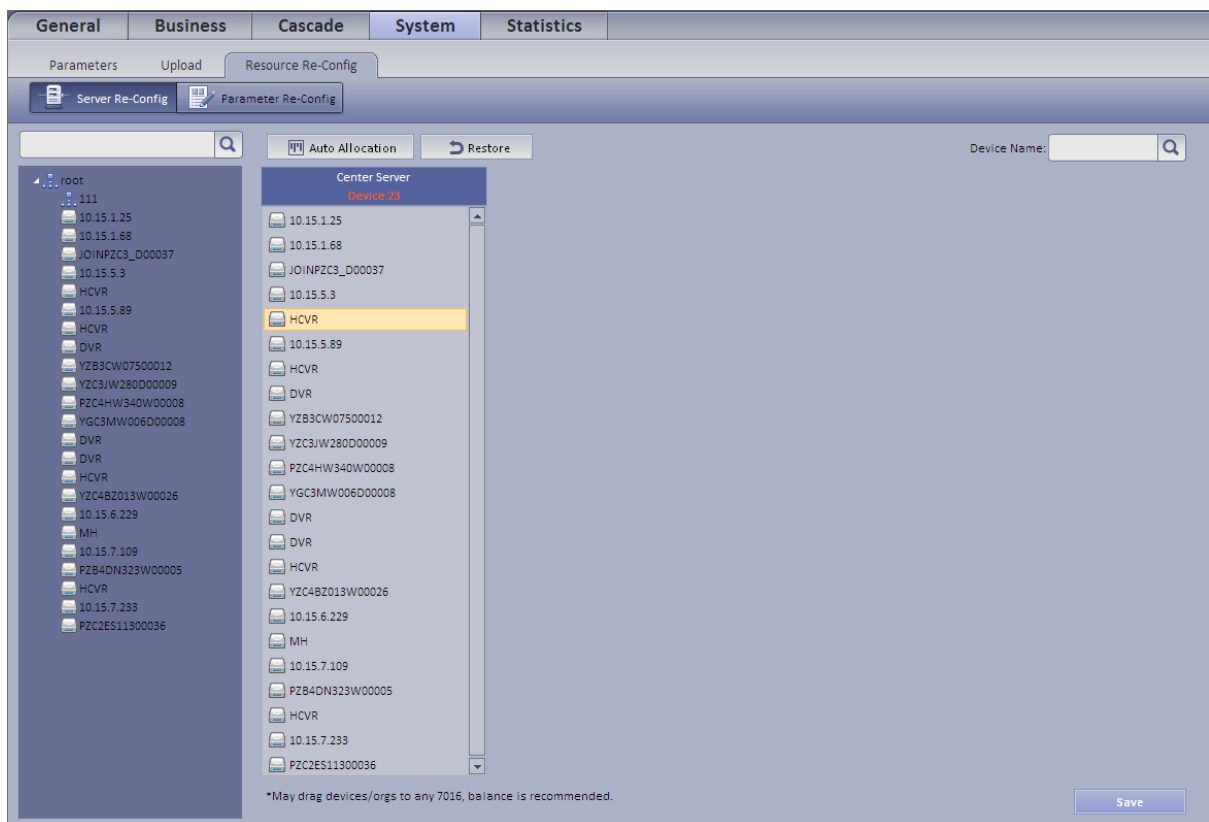 General Business Cascade System Statistics
Parameters Upload Resource Re-Config
Server Re-Config Parameter Re-Config
Auto Allocation Restore Device Name:
root
111
10.15.1.25
10.15.1.68
JOINPZC3_D00037
10.15.5.3
HCVR
10.15.5.89
HCVR
DVR
YZB3CW07500012
YZC3JW280D00009
PZC4HW340W00008
YGC3MW006D00008
DVR
DVR
HCVR
YZC4BZ013W00026
10.15.6.229
MH
10.15.7.109
PZB4DN323W00005
HCVR
10.15.7.233
PZC2ES11300036
Center Server
Device:23
10.15.1.25
10.15.1.68
JOINPZC3_D00037
10.15.5.3
HCVR
10.15.5.89
HCVR
DVR
YZB3CW07500012
YZC3JW280D00009
PZC4HW340W00008
YGC3MW006D00008
DVR
DVR
HCVR
YZC4BZ013W00026
10.15.6.229
MH
10.15.7.109
PZB4DN323W00005
HCVR
10.15.7.233
PZC2ES11300036
*May drag devices/orgs to any 7016, balance is recommended.
Save